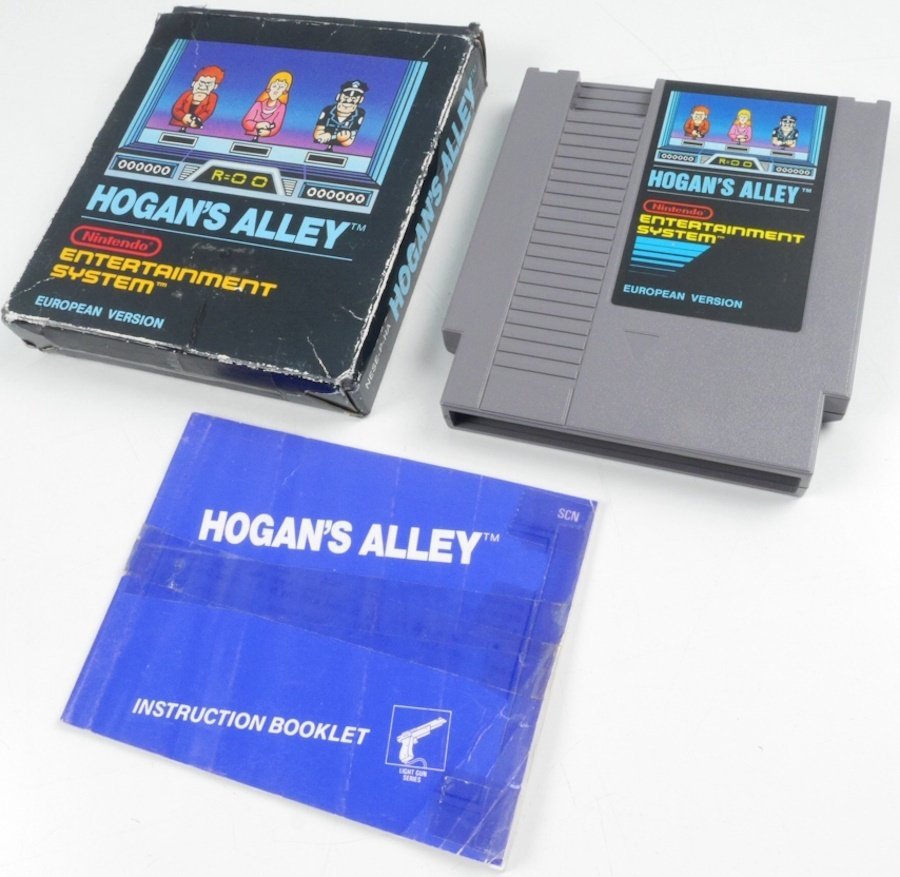 000000
R=00
000000
HOGAN'S ALLEY™
Nintendo®
ENTERTAINMENT
SYSTEM™
EUROPEAN VERSION
HOGAN'S ALLEY
000000
R=00
000000
HOGAN'S ALLEY™
Nintendo®
ENTERTAINMENT
SYSTEM™
EUROPEAN VERSION
SCN
HOGAN'S ALLEY™
INSTRUCTION BOOKLET
LIGHT GUN
SERIES